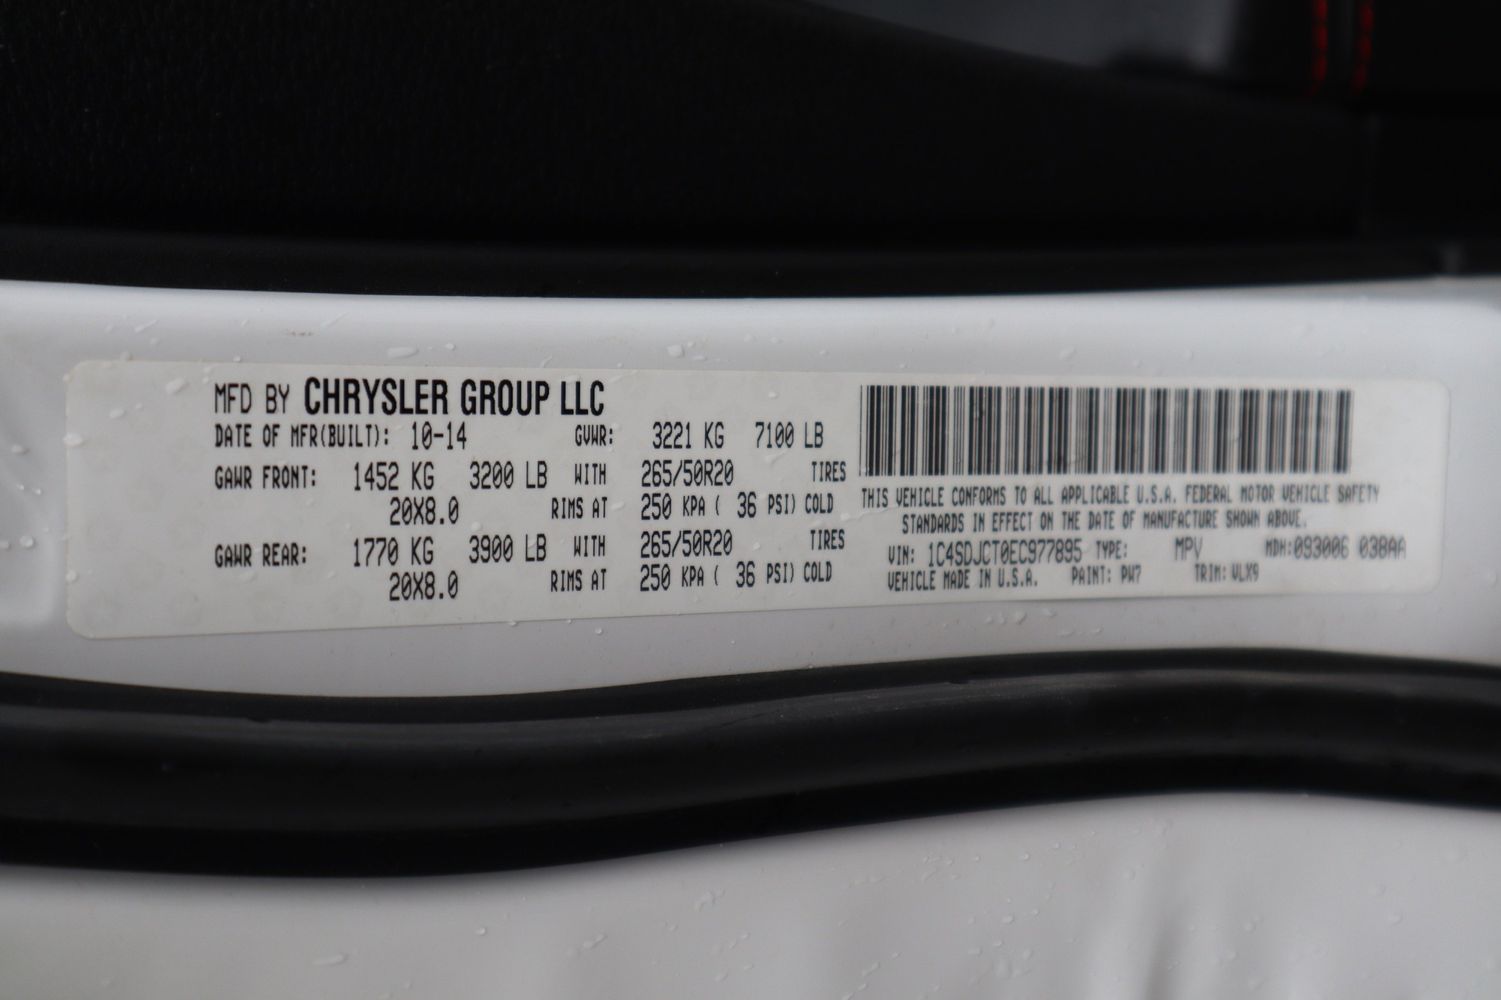 MFD BY CHRYSLER GROUP LLC
DATE OF MFR(BUILT): 10-14 GVWR: 3221 KG 7100 LB
GAWR FRONT: 1452 KG 3200 LB WITH 265/50R20 TIRES
20X8.0 RIMS AT 250 KPA ( 36 PSI) COLD
GAWR REAR: 1770 KG 3900 LB WITH 265/50R20 TIRES
20X8.0 RIMS AT 250 KPA ( 36 PSI) COLD
THIS VEHICLE CONFORMS TO ALL APPLICABLE U.S.A. FEDERAL MOTOR VEHICLE SAFETY
STANDARDS IN EFFECT ON THE DATE OF MANUFACTURE SHOWN ABOVE.
VIN: 1C4SDJCT0EC977895 TYPE: MPV MDH:093006 038AA
VEHICLE MADE IN U.S.A. PAINT: PW7 TRIM: VLX9